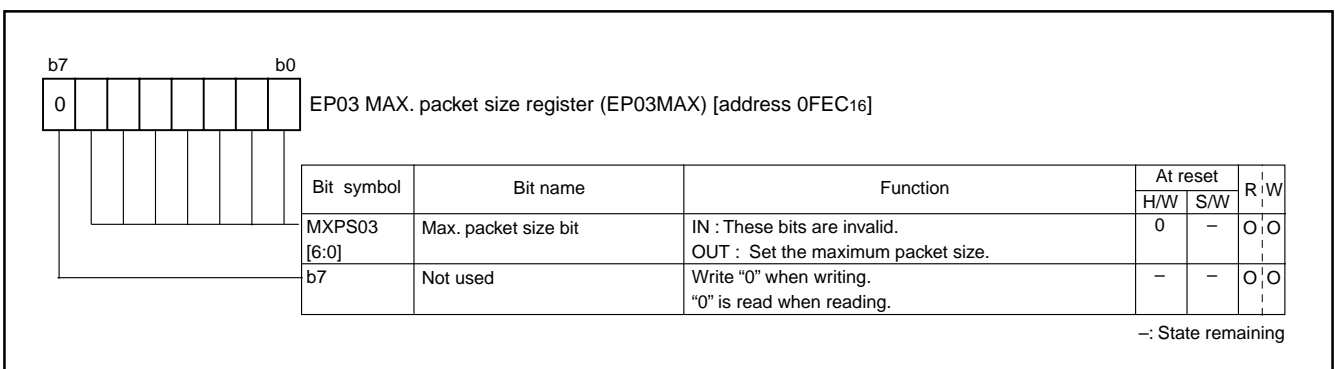 b7 b0
0 EP03 MAX. packet size register (EP03MAX) [address 0FEC16]
Bit symbol Bit name Function At reset R W
H/W S/W
MXPS03 Max. packet size bit IN : These bits are invalid. 0 – O O
[6:0] OUT : Set the maximum packet size.
b7 Not used Write “0” when writing. – – O O
“0” is read when reading.
–: State remaining